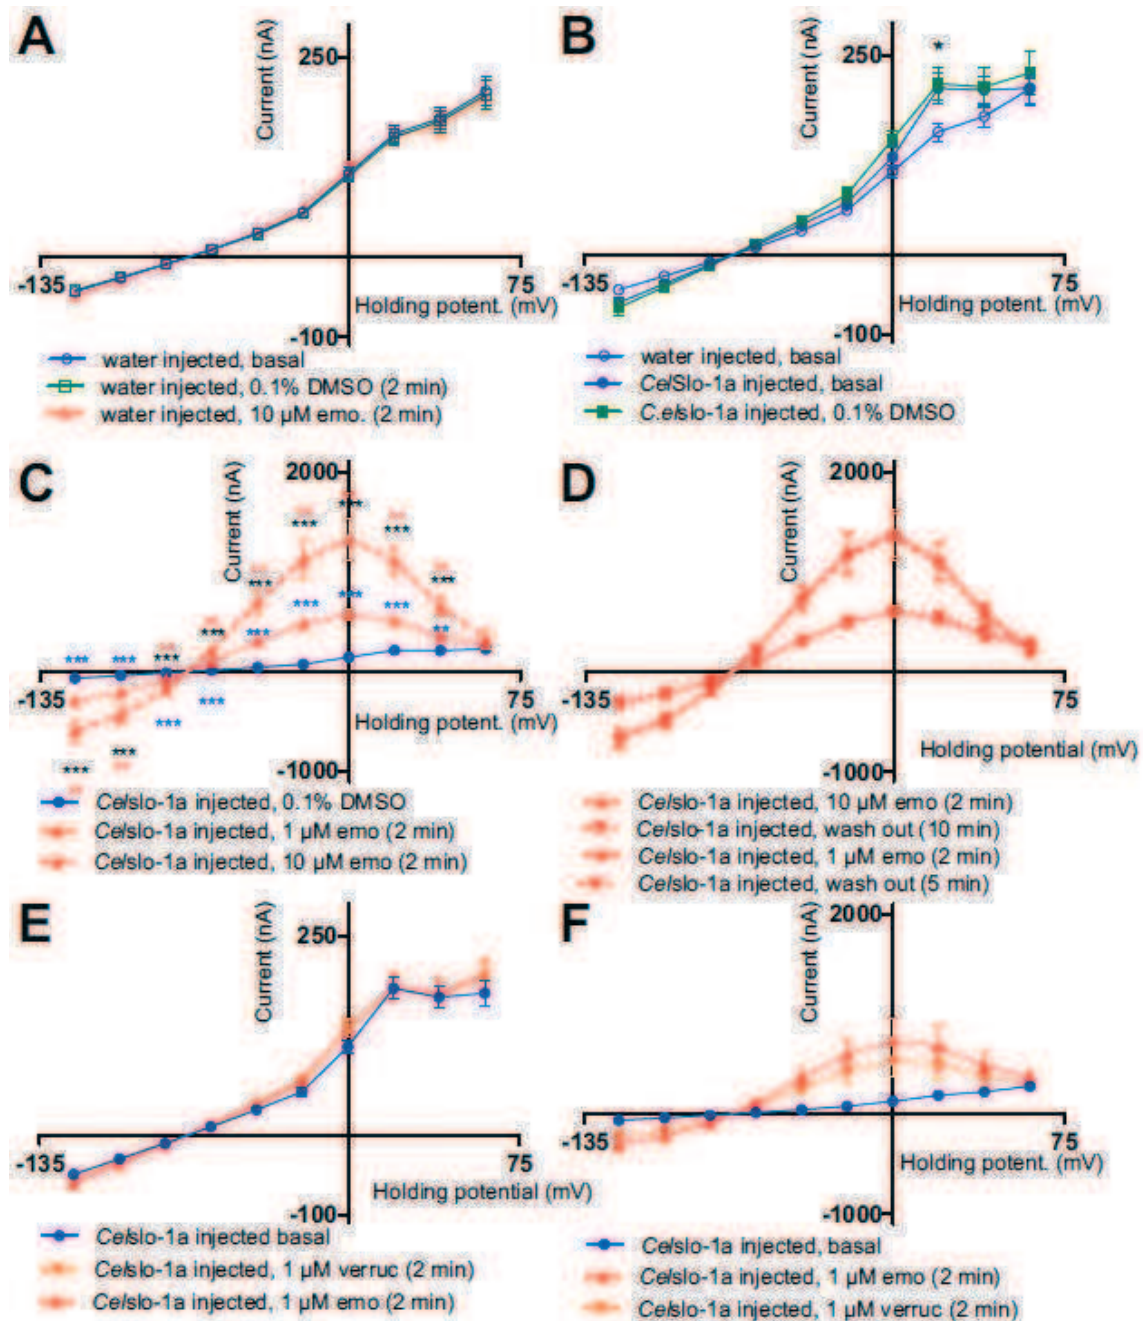 A
Current (nA)
250
-135
75
Holding potent. (mV)
-100
water injected, basal
water injected, 0.1% DMSO (2 min)
water injected, 10 µM emo. (2 min)
B
Current (nA)
250
*
-135
75
Holding potent. (mV)
-100
water injected, basal
CelSlo-1a injected, basal
C.elslo-1a injected, 0.1% DMSO
C
Current (nA)
2000
***
***
***
***
***
***
***
***
***
***
***
**
***
***
***
***
***
***
-135
75
Holding potent. (mV)
-1000
Celslo-1a injected, 0.1% DMSO
Celslo-1a injected, 1 µM emo (2 min)
Celslo-1a injected, 10 µM emo (2 min)
D
Current (nA)
2000
-135
75
Holding potential (mV)
-1000
Celslo-1a injected, 10 µM emo (2 min)
Celslo-1a injected, wash out (10 min)
Celslo-1a injected, 1 µM emo (2 min)
Celslo-1a injected, wash out (5 min)
E
Current (nA)
250
-135
75
Holding potential (mV)
-100
Celslo-1a injected basal
Celslo-1a injected, 1 µM verruc (2 min)
Celslo-1a injected, 1 µM emo (2 min)
F
Current (nA)
2000
-135
75
Holding potent. (mV)
-1000
Celslo-1a injected, basal
Celslo-1a injected, 1 µM emo (2 min)
Celslo-1a injected, 1 µM verruc (2 min)